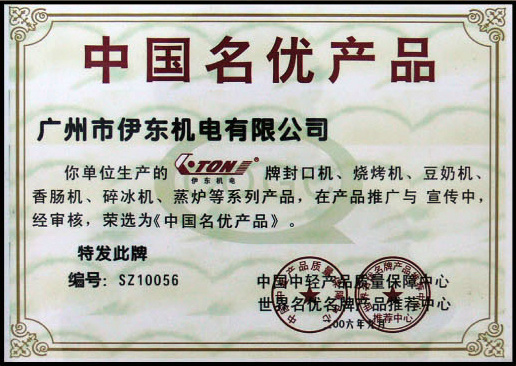 中国名优产品
广州市伊东机电有限公司
你单位生产的 ETON 伊东机电 牌封口机、烧烤机、豆奶机、
香肠机、碎冰机、蒸炉等系列产品，在产品推广与 宣传中，
经审核，荣选为《中国名优产品》。
特发此牌
编号: SZ10056
中国中轻产品质量保障中心
世界名优名牌产品推荐中心
推荐中心